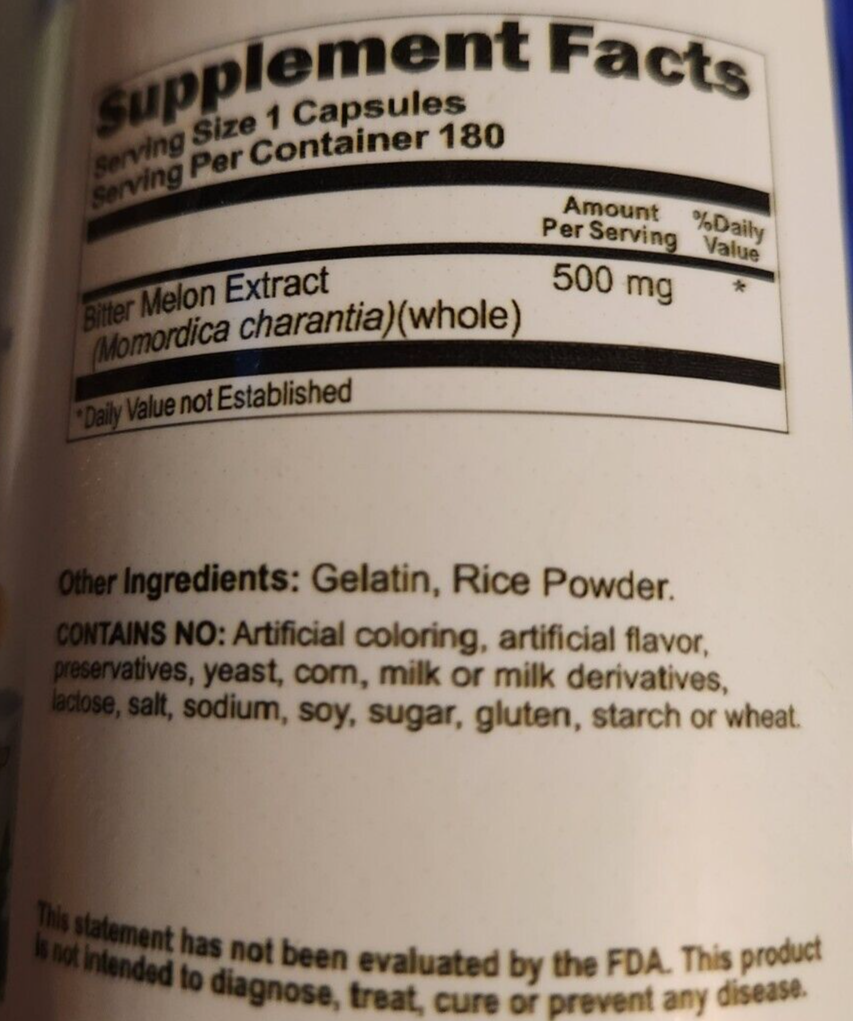 Supplement Facts
Serving Size 1 Capsules
Serving Per Container 180
Amount Per Serving
%Daily Value
Bitter Melon Extract 500 mg *
(Momordica charantia)(whole)
*Daily Value not Established
Other Ingredients: Gelatin, Rice Powder.
CONTAINS NO: Artificial coloring, artificial flavor,
preservatives, yeast, corn, milk or milk derivatives,
lactose, salt, sodium, soy, sugar, gluten, starch or wheat.
This statement has not been evaluated by the FDA. This product
is not intended to diagnose, treat, cure or prevent any disease.